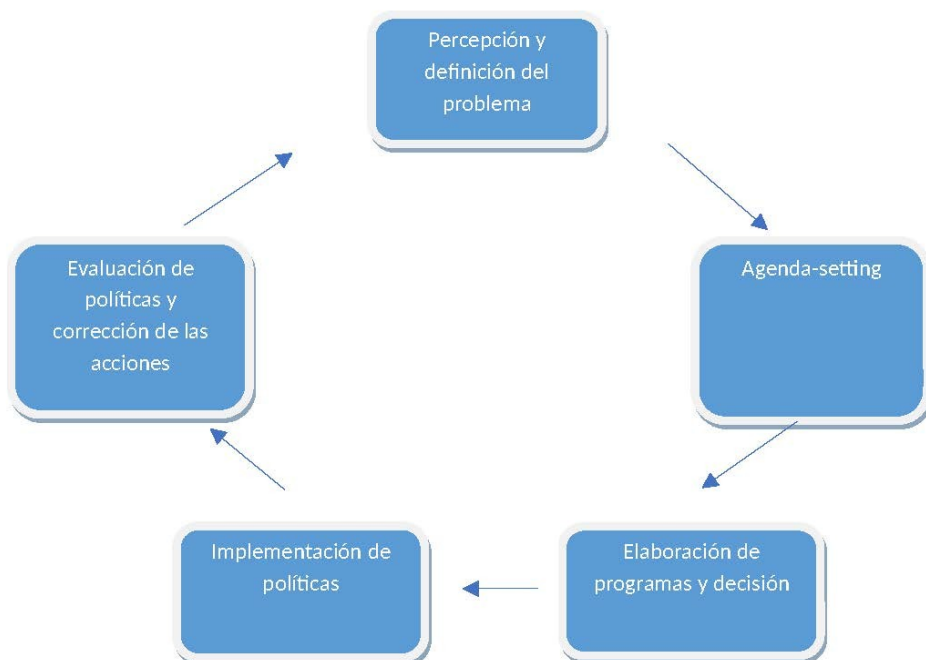 Percepción y
definición del
problema
Agenda-setting
Elaboración de
programas y decisión
Implementación de
políticas
Evaluación de
políticas y
corrección de las
acciones